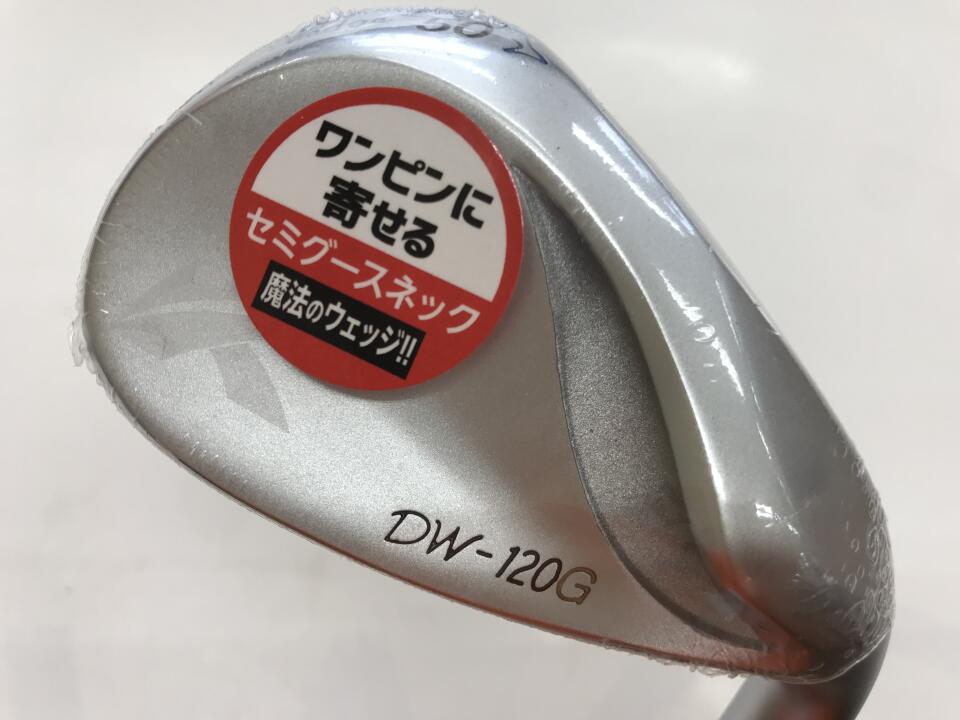 ワンピンに
寄せる
セミグースネック
魔法のウェッジ!!
DW-120G